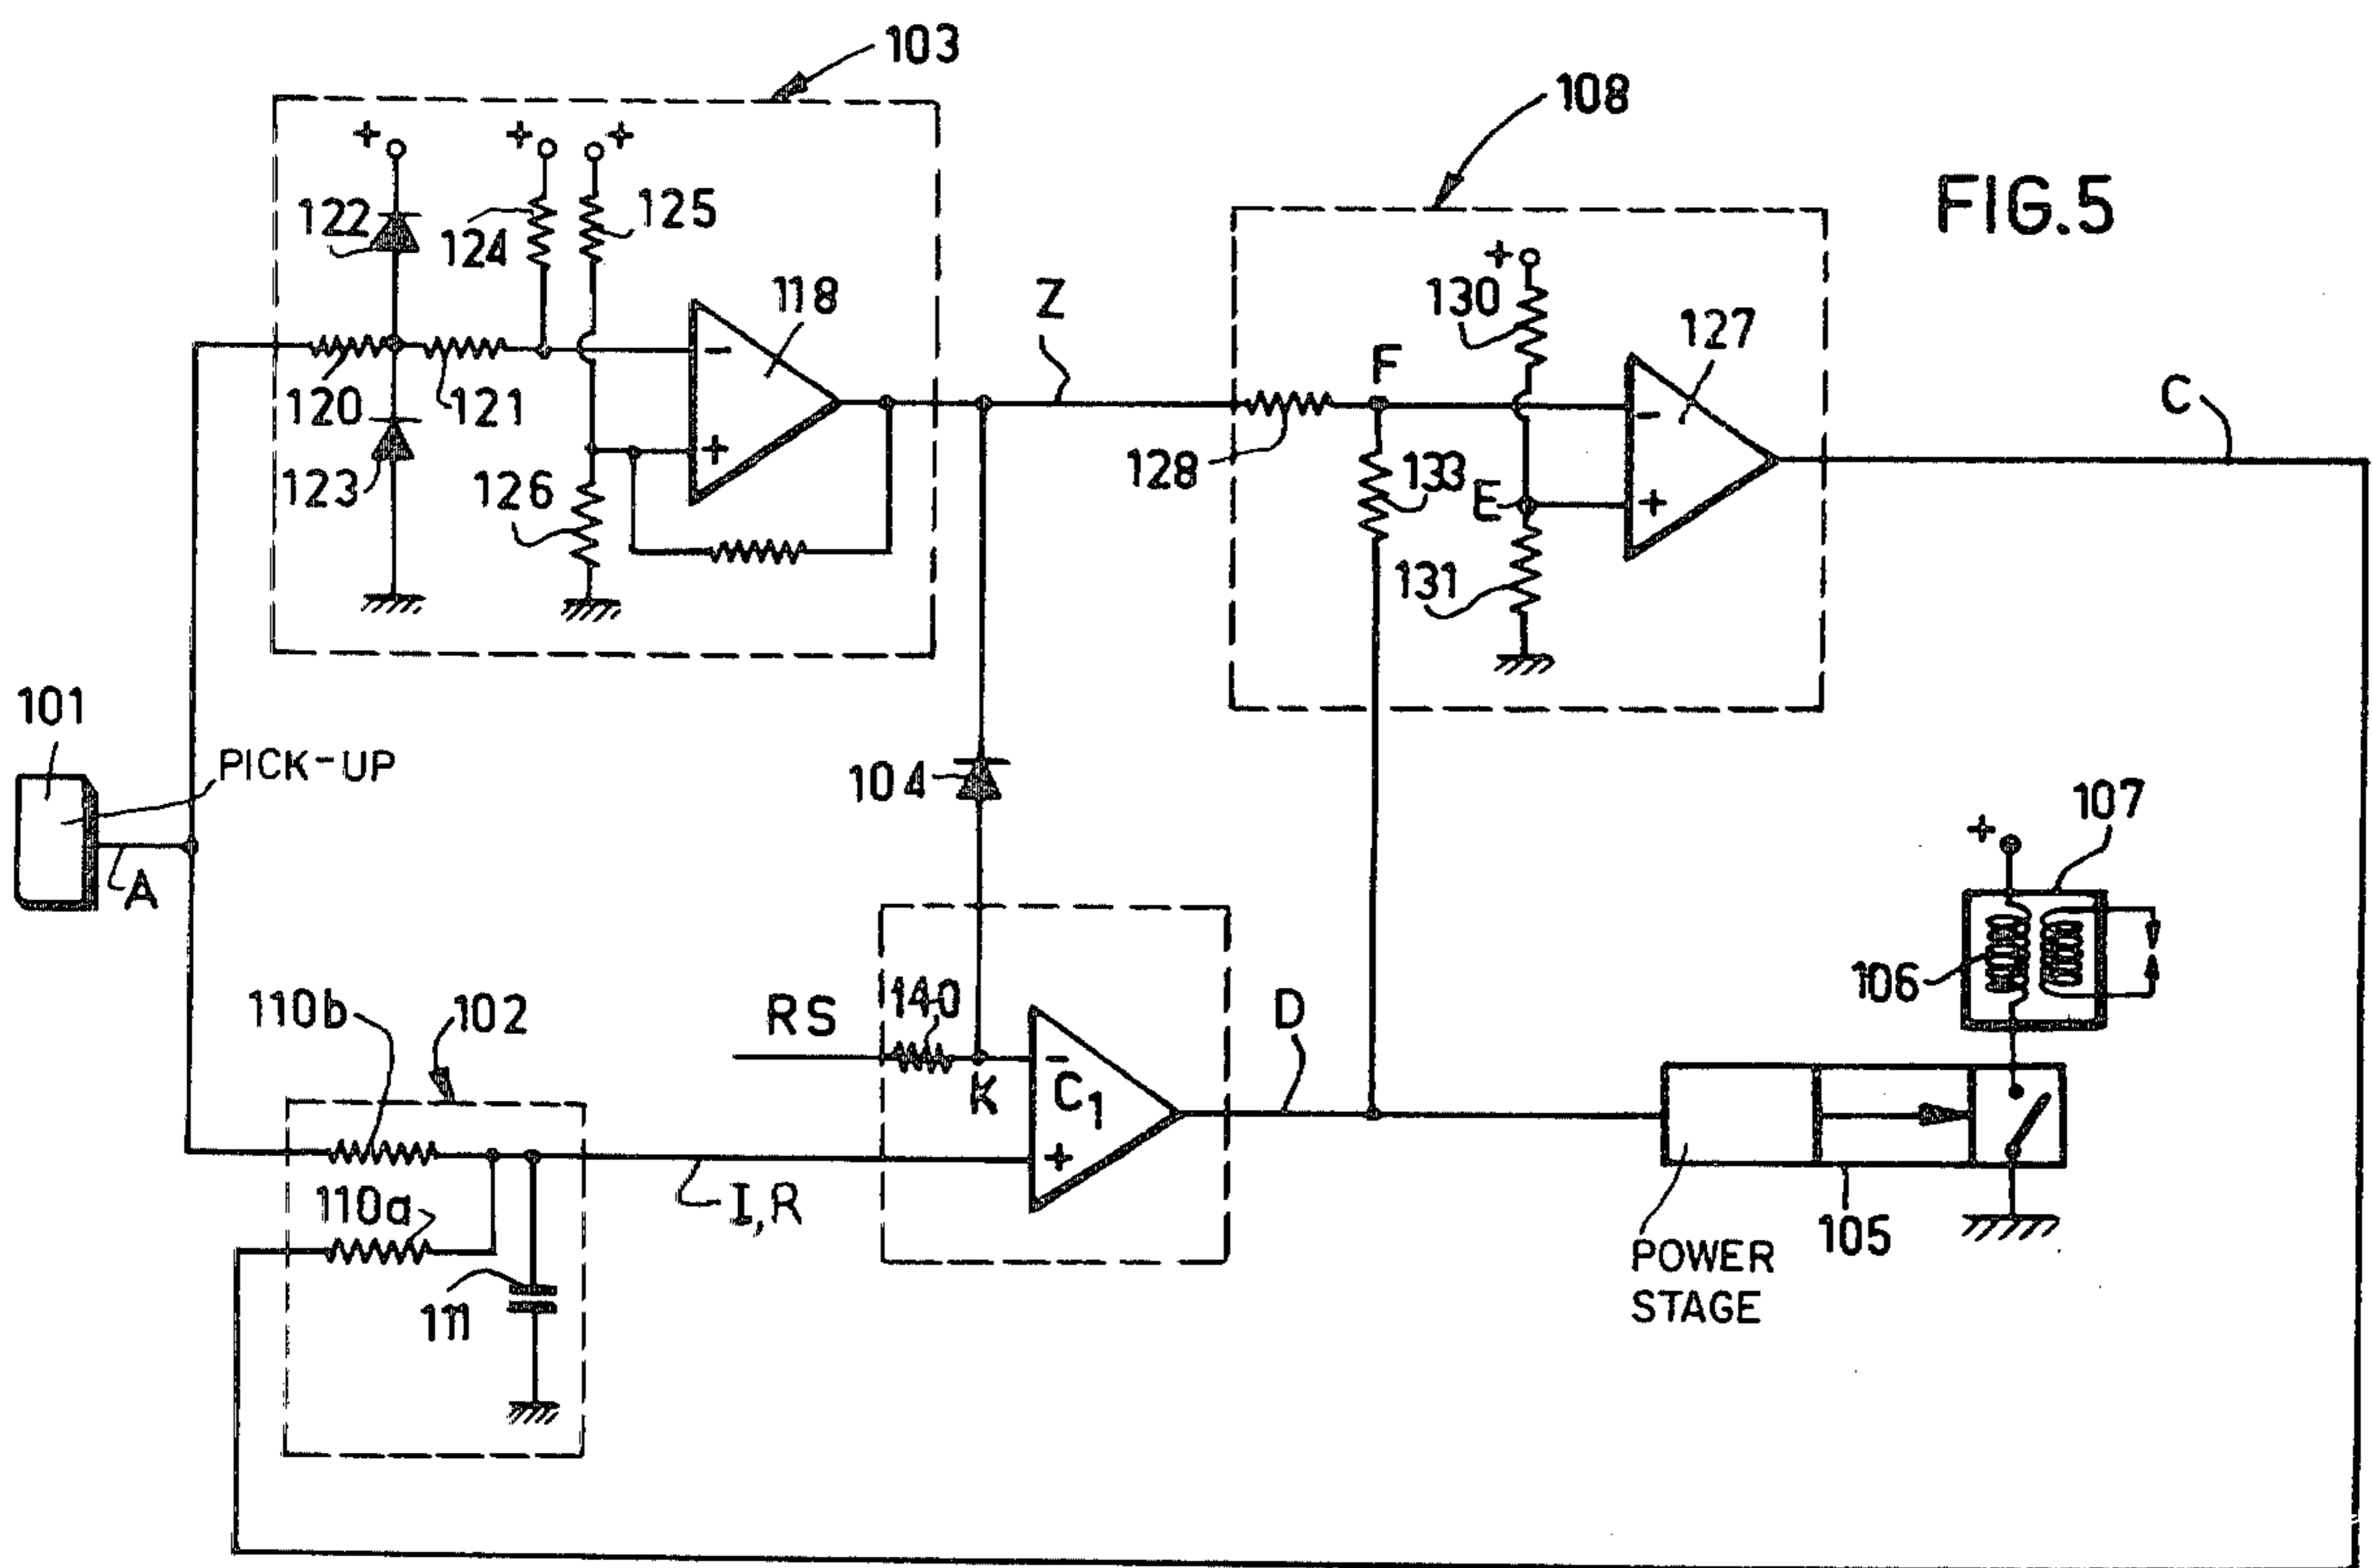 103
108
FIG.5
+
+
+
122
124
125
118
Z
+
130
127
F
C
120
121
-
+
123
126
128
133
E
-
+
131
101
PICK-UP
104
107
+
A
110b
102
RS
140
D
106
K
-
C1
+
110a
I,R
111
POWER
STAGE
105